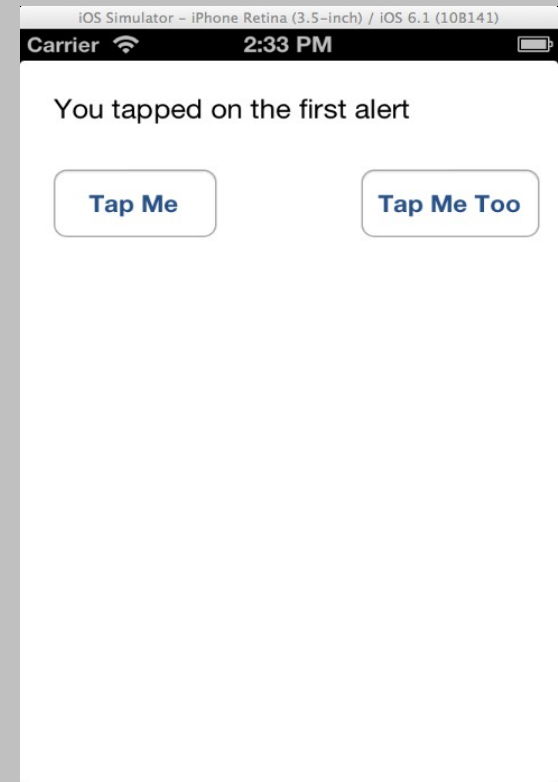 iOS Simulator – iPhone Retina (3.5-inch) / iOS 6.1 (10B141)
Carrier 2:33 PM
You tapped on the first alert
Tap Me Tap Me Too